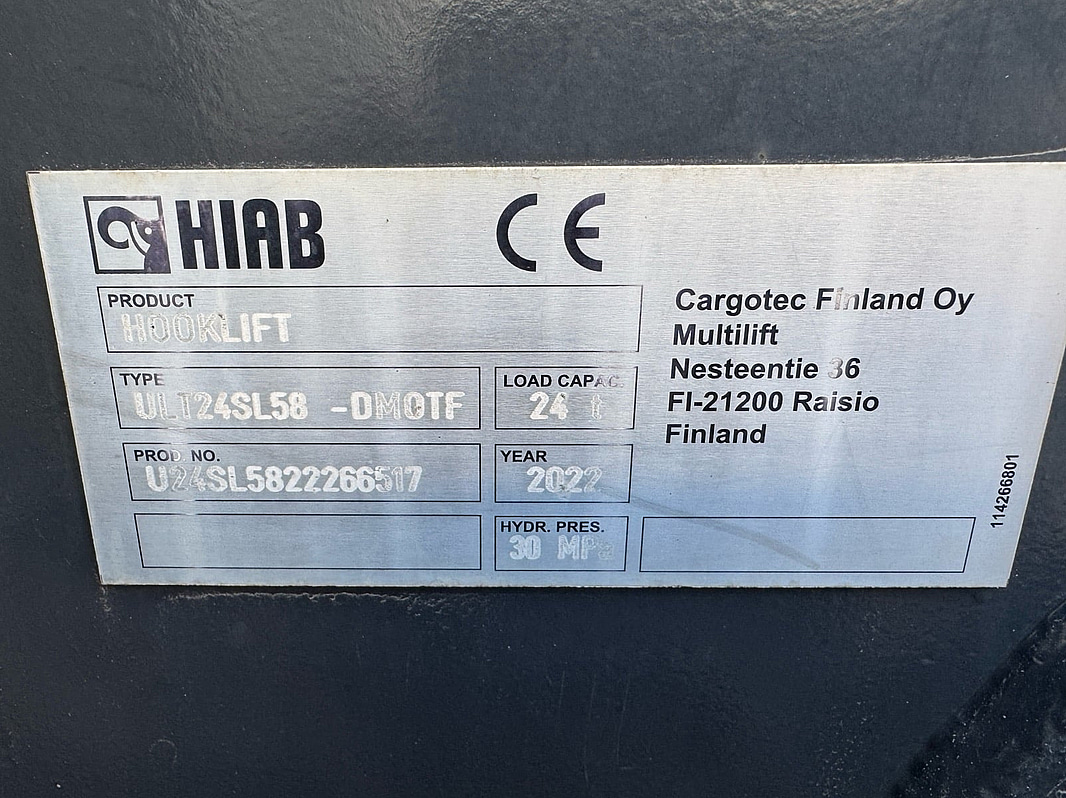 HIAB CE
PRODUCT
HOOKLIFT
TYPE
ULT24SL58 -DM0TF
LOAD CAPAC.
24 t
PROD. NO.
U24SL5822266517
YEAR
2022
HYDR. PRES.
30 MPa
Cargotec Finland Oy
Multilift
Nesteentie 36
FI-21200 Raisio
Finland
114266801